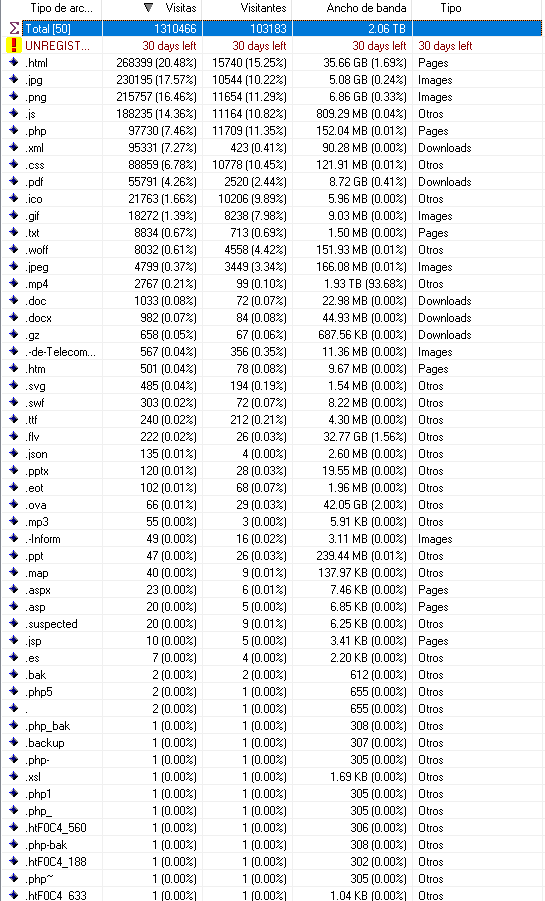 Tipo de arc... Visitas Visitantes Ancho de banda Tipo
Σ Total [50] 1310466 103183 2.06 TB
! UNREGIST... 30 days left 30 days left 30 days left 30 days left
.html 268399 (20.48%) 15740 (15.25%) 35.66 GB (1.69%) Pages
.jpg 230195 (17.57%) 10544 (10.22%) 5.08 GB (0.24%) Images
.png 215757 (16.46%) 11654 (11.29%) 6.86 GB (0.33%) Images
.js 188235 (14.36%) 11164 (10.82%) 809.29 MB (0.04%) Otros
.php 97730 (7.46%) 11709 (11.35%) 152.04 MB (0.01%) Pages
.xml 95331 (7.27%) 423 (0.41%) 90.28 MB (0.00%) Downloads
.css 88859 (6.78%) 10778 (10.45%) 121.91 MB (0.01%) Otros
.pdf 55791 (4.26%) 2520 (2.44%) 8.72 GB (0.41%) Downloads
.ico 21763 (1.66%) 10206 (9.89%) 5.96 MB (0.00%) Otros
.gif 18272 (1.39%) 8238 (7.98%) 9.03 MB (0.00%) Images
.txt 8834 (0.67%) 713 (0.69%) 1.50 MB (0.00%) Pages
.woff 8032 (0.61%) 4558 (4.42%) 151.93 MB (0.01%) Otros
.jpeg 4799 (0.37%) 3449 (3.34%) 166.08 MB (0.01%) Images
.mp4 2767 (0.21%) 99 (0.10%) 1.93 TB (93.68%) Otros
.doc 1033 (0.08%) 72 (0.07%) 22.98 MB (0.00%) Downloads
.docx 982 (0.07%) 84 (0.08%) 44.93 MB (0.00%) Downloads
.gz 658 (0.05%) 67 (0.06%) 687.56 KB (0.00%) Downloads
.-de-Telecom... 567 (0.04%) 356 (0.35%) 11.36 MB (0.00%) Images
.htm 501 (0.04%) 78 (0.08%) 9.67 MB (0.00%) Pages
.svg 485 (0.04%) 194 (0.19%) 1.54 MB (0.00%) Otros
.swf 303 (0.02%) 72 (0.07%) 8.22 MB (0.00%) Otros
.ttf 240 (0.02%) 212 (0.21%) 4.30 MB (0.00%) Otros
.flv 222 (0.02%) 26 (0.03%) 32.77 GB (1.56%) Otros
.json 135 (0.01%) 4 (0.00%) 2.60 MB (0.00%) Otros
.pptx 120 (0.01%) 28 (0.03%) 19.55 MB (0.00%) Otros
.eot 102 (0.01%) 68 (0.07%) 1.96 MB (0.00%) Otros
.ova 66 (0.01%) 29 (0.03%) 42.05 GB (2.00%) Otros
.mp3 55 (0.00%) 3 (0.00%) 5.91 KB (0.00%) Otros
.-Inform 49 (0.00%) 16 (0.02%) 3.11 MB (0.00%) Images
.ppt 47 (0.00%) 26 (0.03%) 239.44 MB (0.01%) Otros
.map 40 (0.00%) 9 (0.01%) 137.97 KB (0.00%) Otros
.aspx 23 (0.00%) 6 (0.01%) 7.46 KB (0.00%) Pages
.asp 20 (0.00%) 5 (0.00%) 6.85 KB (0.00%) Pages
.suspected 20 (0.00%) 9 (0.01%) 6.25 KB (0.00%) Otros
.jsp 10 (0.00%) 5 (0.00%) 3.41 KB (0.00%) Pages
.es 7 (0.00%) 4 (0.00%) 2.20 KB (0.00%) Otros
.bak 2 (0.00%) 2 (0.00%) 612 (0.00%) Otros
.php5 2 (0.00%) 1 (0.00%) 655 (0.00%) Otros
. 2 (0.00%) 1 (0.00%) 655 (0.00%) Otros
.php_bak 1 (0.00%) 1 (0.00%) 308 (0.00%) Otros
.backup 1 (0.00%) 1 (0.00%) 307 (0.00%) Otros
.php- 1 (0.00%) 1 (0.00%) 305 (0.00%) Otros
.xsl 1 (0.00%) 1 (0.00%) 1.69 KB (0.00%) Otros
.php1 1 (0.00%) 1 (0.00%) 305 (0.00%) Otros
.php_ 1 (0.00%) 1 (0.00%) 305 (0.00%) Otros
.htF0C4_560 1 (0.00%) 1 (0.00%) 306 (0.00%) Otros
.php-bak 1 (0.00%) 1 (0.00%) 308 (0.00%) Otros
.htF0C4_188 1 (0.00%) 1 (0.00%) 302 (0.00%) Otros
.php~ 1 (0.00%) 1 (0.00%) 305 (0.00%) Otros
.htF0C4_633 1 (0.00%) 1 (0.00%) 1.04 KB (0.00%) Otros